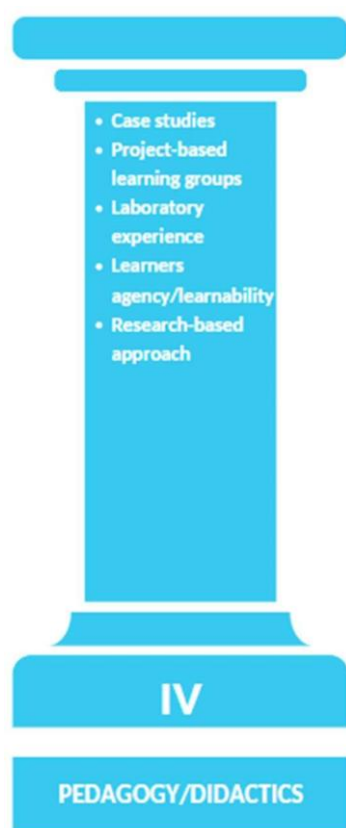 • Case studies
• Project-based
learning groups
• Laboratory
experience
• Learners
agency/learnability
• Research-based
approach
IV
PEDAGOGY/DIDACTICS